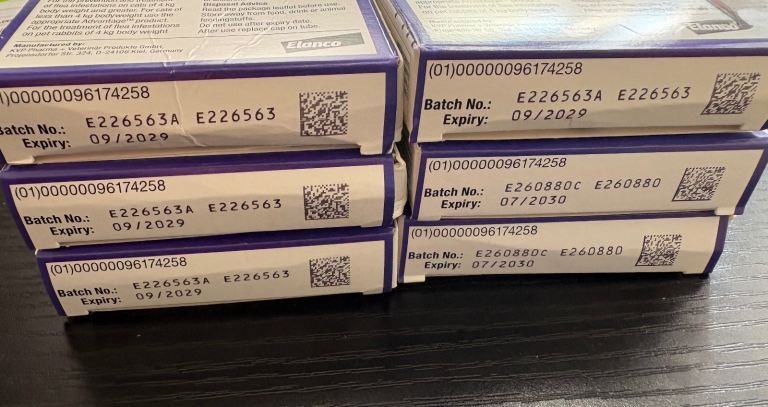 of flea infestations on cats of 4 kg
body weight and greater. For cats of
less than 4 kg bodyweight use the
appropriate Advantage® product.
For the treatment of flea infestations
on pet rabbits of 4 kg body weight
Manufactured by:
KVP Pharma + Veterinär Produkte GmbH,
Projensdorfer Str. 324, D-24106 Kiel, Germany
Disposal Advice
Read the package leaflet before use.
Store away from food, drink or animal
feedingstuffs.
Do not use after expiry date.
After use replace cap on tube.
Elanco
)00000096174258
atch No.: E226563A E226563
Expiry: 09/2029
(01)00000096174258
Batch No.: E226563A E226563
Expiry: 09/2029
(01)00000096174258
Batch No.: E226563A E226563
Expiry: 09/2029
Elanco
(01)00000096174258
Batch No.: E226563A E226563
Expiry: 09/2029
(01)00000096174258
Batch No.: E260880C E260880
Expiry: 07/2030
(01)00000096174258
Batch No.: E260880C E260880
Expiry: 07/2030